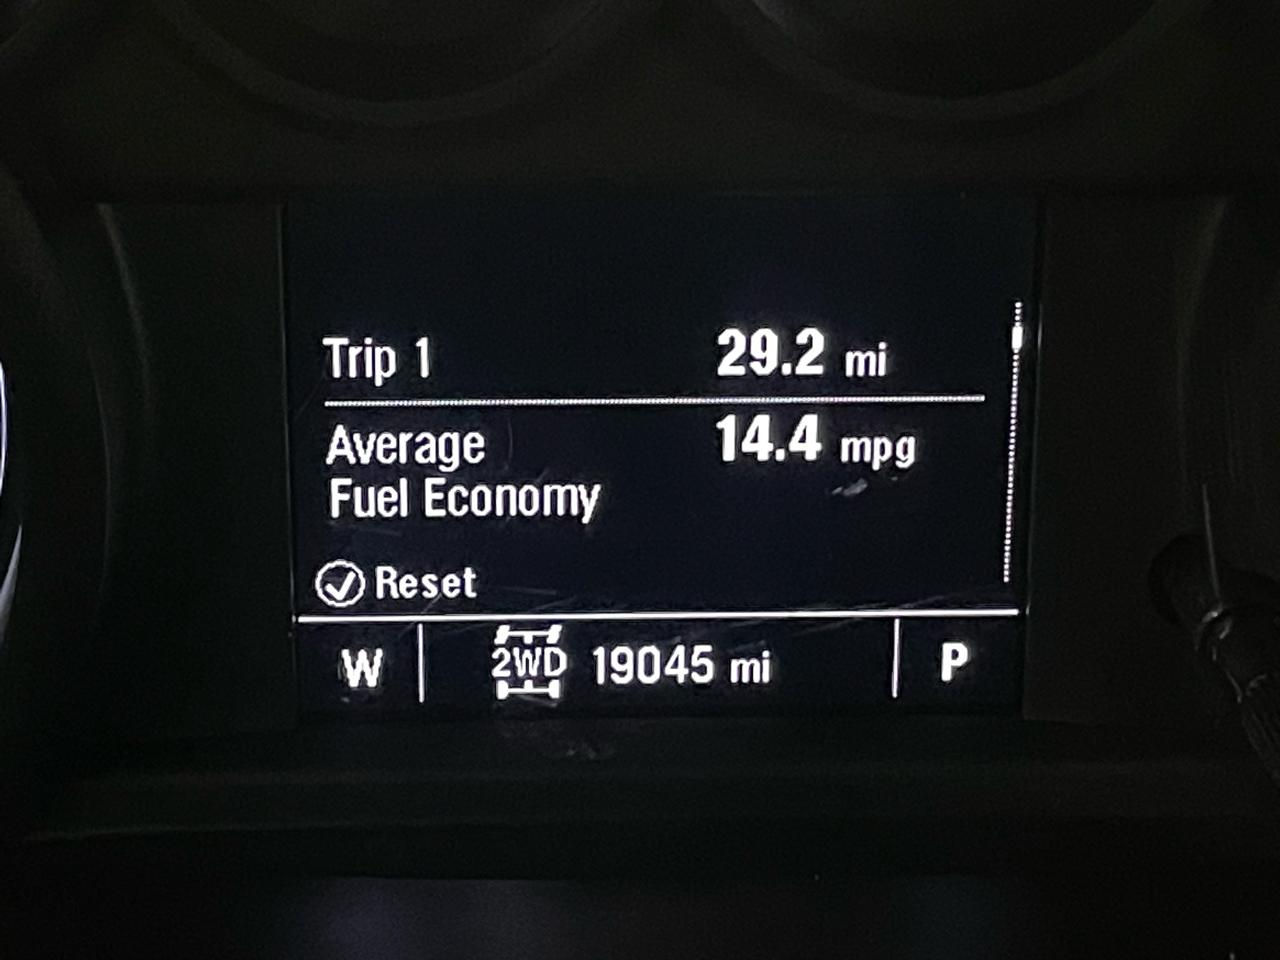 Trip 1 29.2 mi
Average 14.4 mpg
Fuel Economy
Reset
W 2WD 19045 mi P